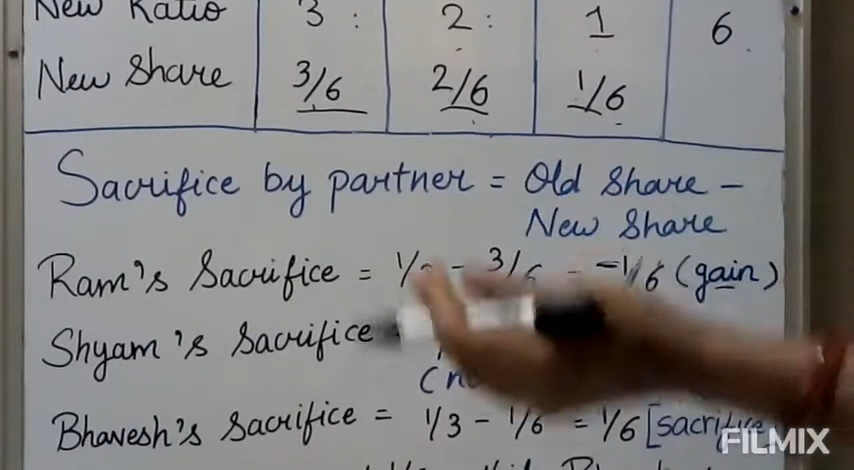 New Ratio 3 : 2 : 1 6
New Share 3/6 2/6 1/6
Sacrifice by partner = Old Share -
New Share
Ram's Sacrifice = - 3/6 = -1/6 (gain)
Shyam's Sacrifice
Bhavesh's Sacrifice = 1/3 - 1/6 = 1/6 [sacrifice]
FILMIX